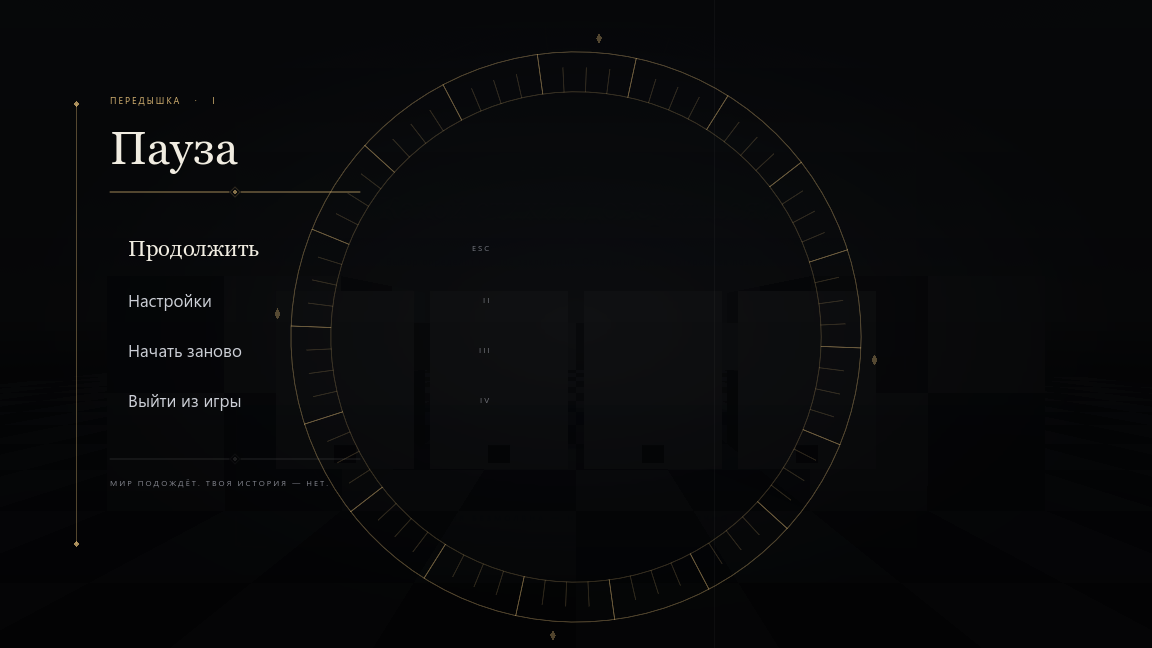 ПЕРЕДЫШКА · I
Пауза
Продолжить ESC
Настройки II
Начать заново III
Выйти из игры IV
МИР ПОДОЖДЁТ. ТВОЯ ИСТОРИЯ — НЕТ.